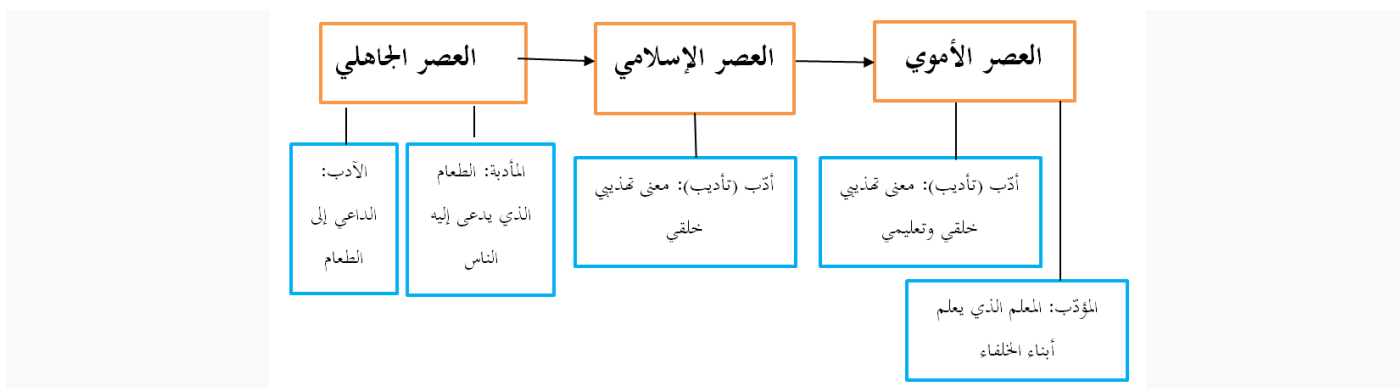 العصر الجاهلي
العصر الإسلامي
العصر الأموي
الآدب:
الداعي إلى
الطعام
المأدبة: الطعام
الذي يدعى إليه
الناس
أدّب (تأديب): معنى تهذيبي
خلقي
أدّب (تأديب): معنى تهذيبي
خلقي وتعليمي
المؤدّب: المعلم الذي يعلم
أبناء الخلفاء